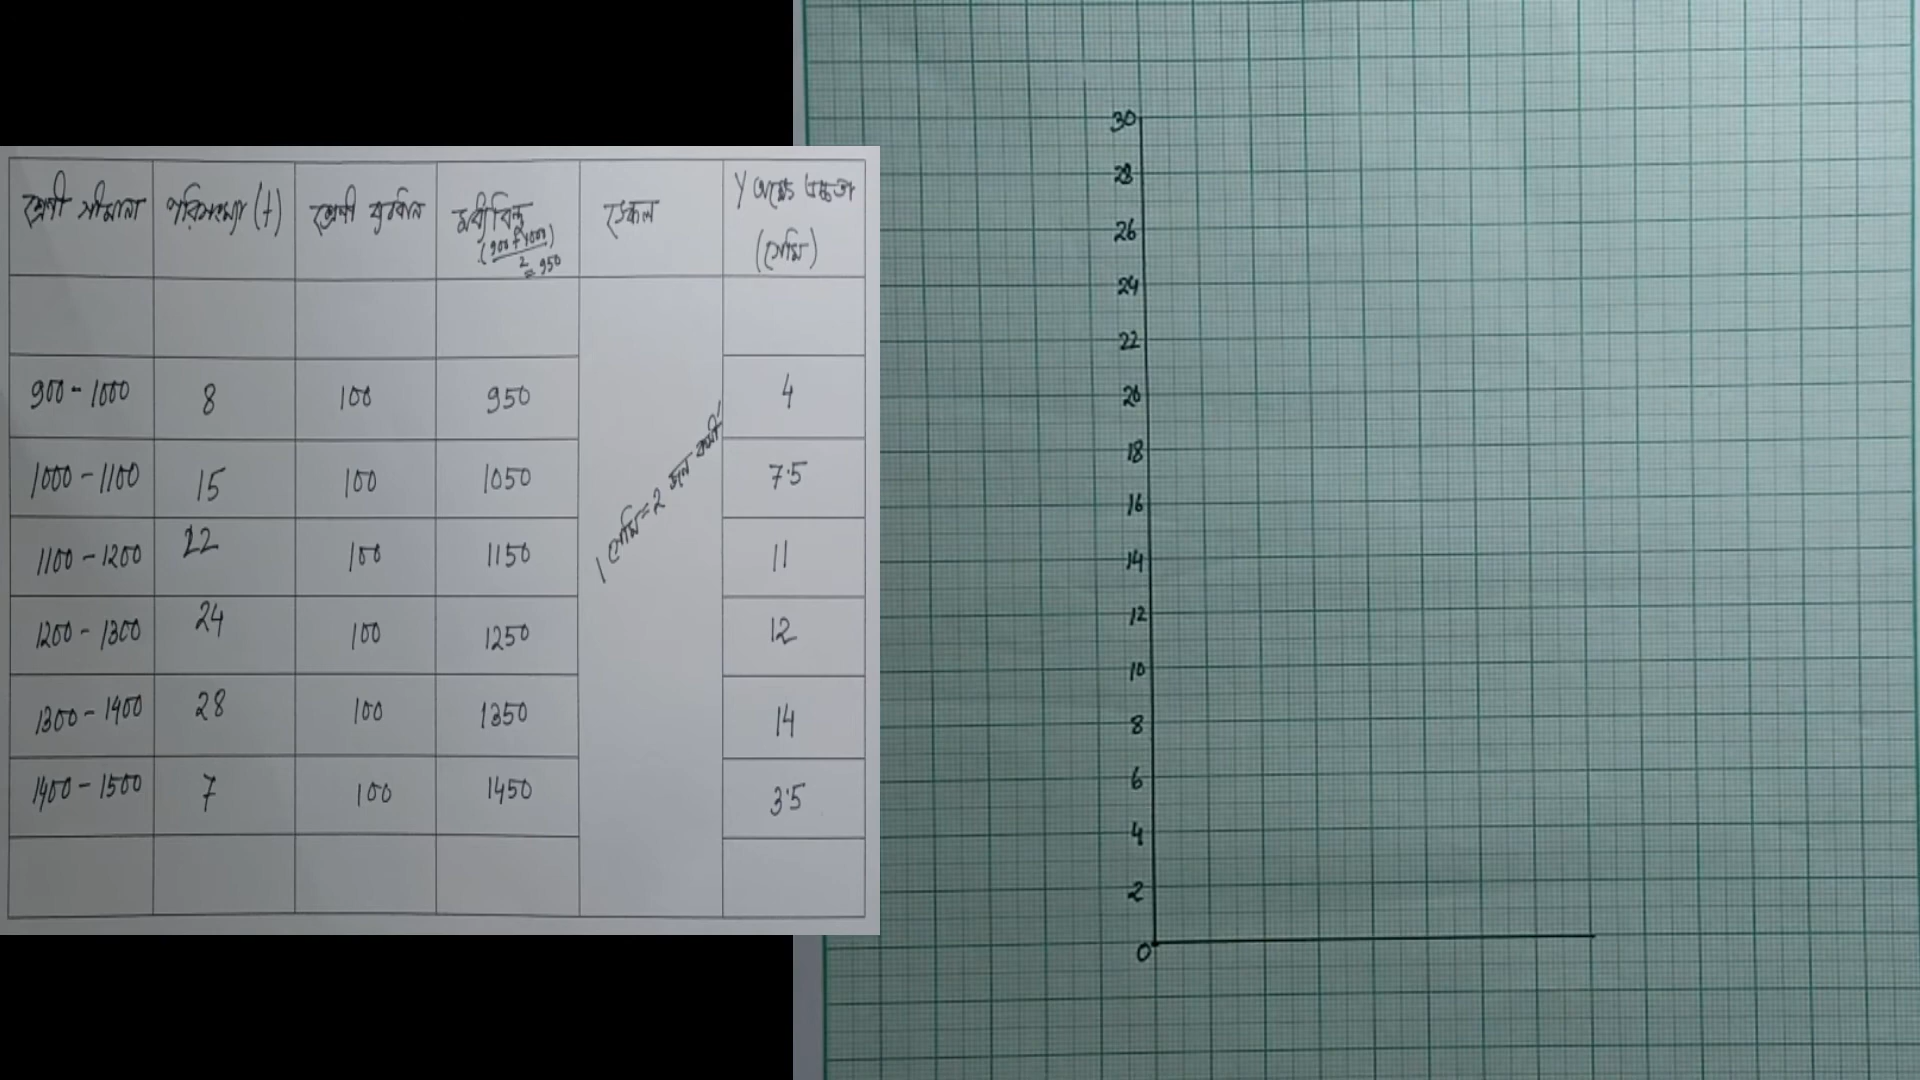 শ্রেণী সীমানা পরিসংখ্যা (f) শ্রেণী ব্যবধান মধ্যবিন্দু স্কেল Y অক্ষে উচ্চতা
(900+1000)
2
= 950
(সেমি)
900-1000 8 100 950 4
1000-1100 15 100 1050 7.5
1100-1200 22 100 1150 11
1200-1300 24 100 1250 12
1300-1400 28 100 1350 14
1400-1500 7 100 1450 3.5
1 সেমি = 2 জন কর্মী
30
28
26
24
22
20
18
16
14
12
10
8
6
4
2
0